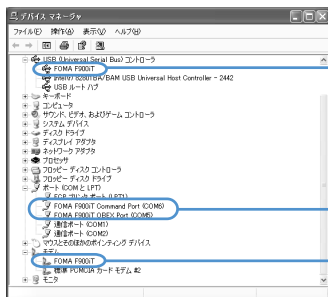 デバイス マネージャ
ファイル(F) 操作(A) 表示(V) ヘルプ(H)
USB (Universal Serial Bus) コントローラ
FOMA F900iT
Intel(r) 82801BA/BAM USB Universal Host Controller - 2442
USB ルート ハブ
キーボード
コンピュータ
サウンド、ビデオ、およびゲーム コントローラ
システム デバイス
ディスク ドライブ
ディスプレイ アダプタ
ネットワーク アダプタ
プロセッサ
フロッピー ディスク コントローラ
フロッピー ディスク ドライブ
ポート (COM と LPT)
ECP プリンタ ポート (LPT1)
FOMA F900iT Command Port (COM6)
FOMA F900iT OBEX Port (COM5)
通信ポート (COM1)
通信ポート (COM2)
マウスとそのほかのポインティング デバイス
モデム
FOMA F900iT
標準 PCMCIA カード モデム #2
モニタ